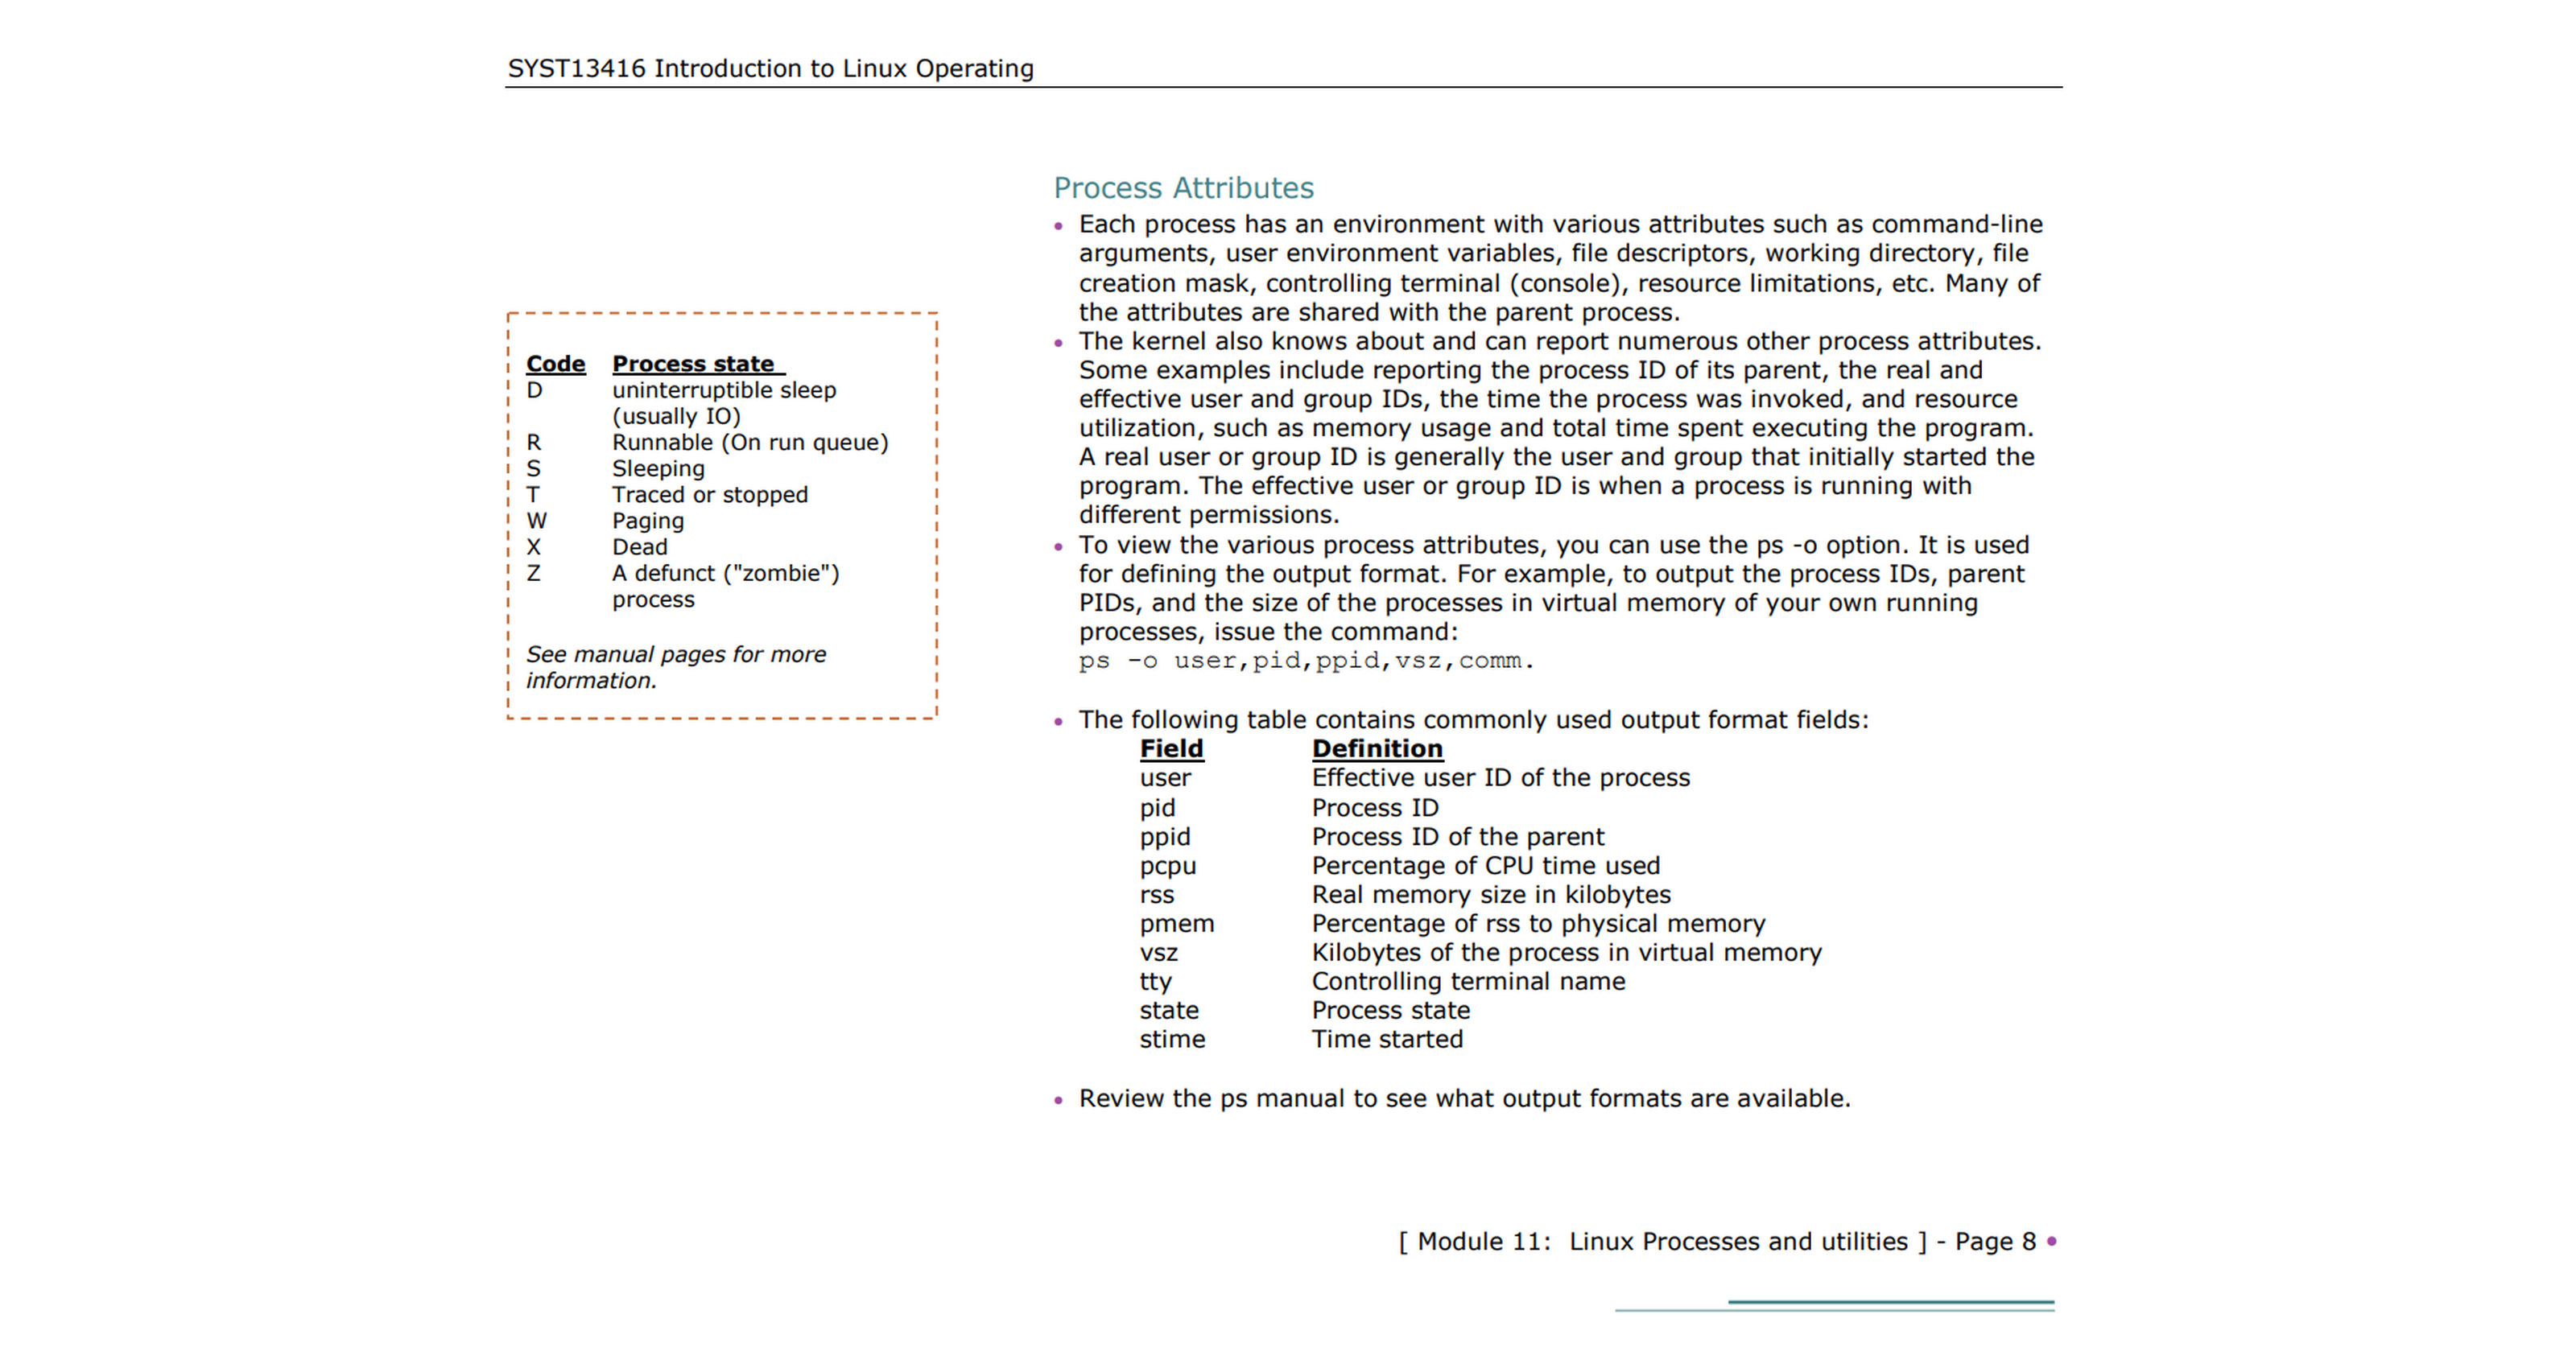 SYST13416 Introduction to Linux Operating
Code Process state
D uninterruptible sleep
(usually IO)
R Runnable (On run queue)
S Sleeping
T Traced or stopped
W Paging
X Dead
Z A defunct ("zombie")
process
See manual pages for more
information.
Process Attributes
• Each process has an environment with various attributes such as command-line
arguments, user environment variables, file descriptors, working directory, file
creation mask, controlling terminal (console), resource limitations, etc. Many of
the attributes are shared with the parent process.
• The kernel also knows about and can report numerous other process attributes.
Some examples include reporting the process ID of its parent, the real and
effective user and group IDs, the time the process was invoked, and resource
utilization, such as memory usage and total time spent executing the program.
A real user or group ID is generally the user and group that initially started the
program. The effective user or group ID is when a process is running with
different permissions.
• To view the various process attributes, you can use the ps -o option. It is used
for defining the output format. For example, to output the process IDs, parent
PIDs, and the size of the processes in virtual memory of your own running
processes, issue the command:
ps -o user,pid,ppid,vsz,comm.
• The following table contains commonly used output format fields:
Field Definition
user Effective user ID of the process
pid Process ID
ppid Process ID of the parent
pcpu Percentage of CPU time used
rss Real memory size in kilobytes
pmem Percentage of rss to physical memory
vsz Kilobytes of the process in virtual memory
tty Controlling terminal name
state Process state
stime Time started
• Review the ps manual to see what output formats are available.
[ Module 11: Linux Processes and utilities ] - Page 8 •